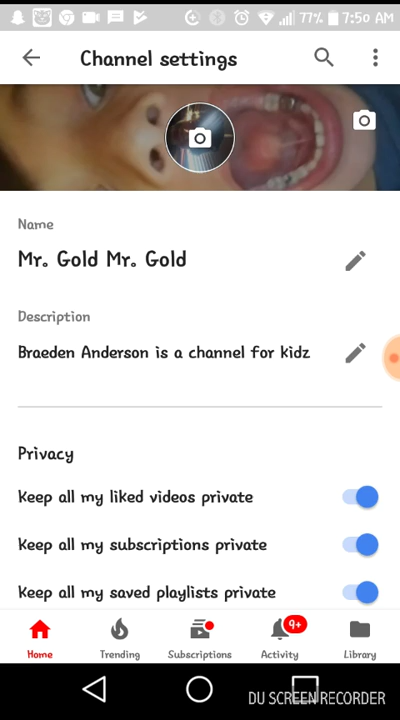 77% 7:50 AM
Channel settings
Name
Mr. Gold Mr. Gold
Description
Braeden Anderson is a channel for kidz
Privacy
Keep all my liked videos private
Keep all my subscriptions private
Keep all my saved playlists private
9+
Home Trending Subscriptions Activity Library
DU SCREEN RECORDER